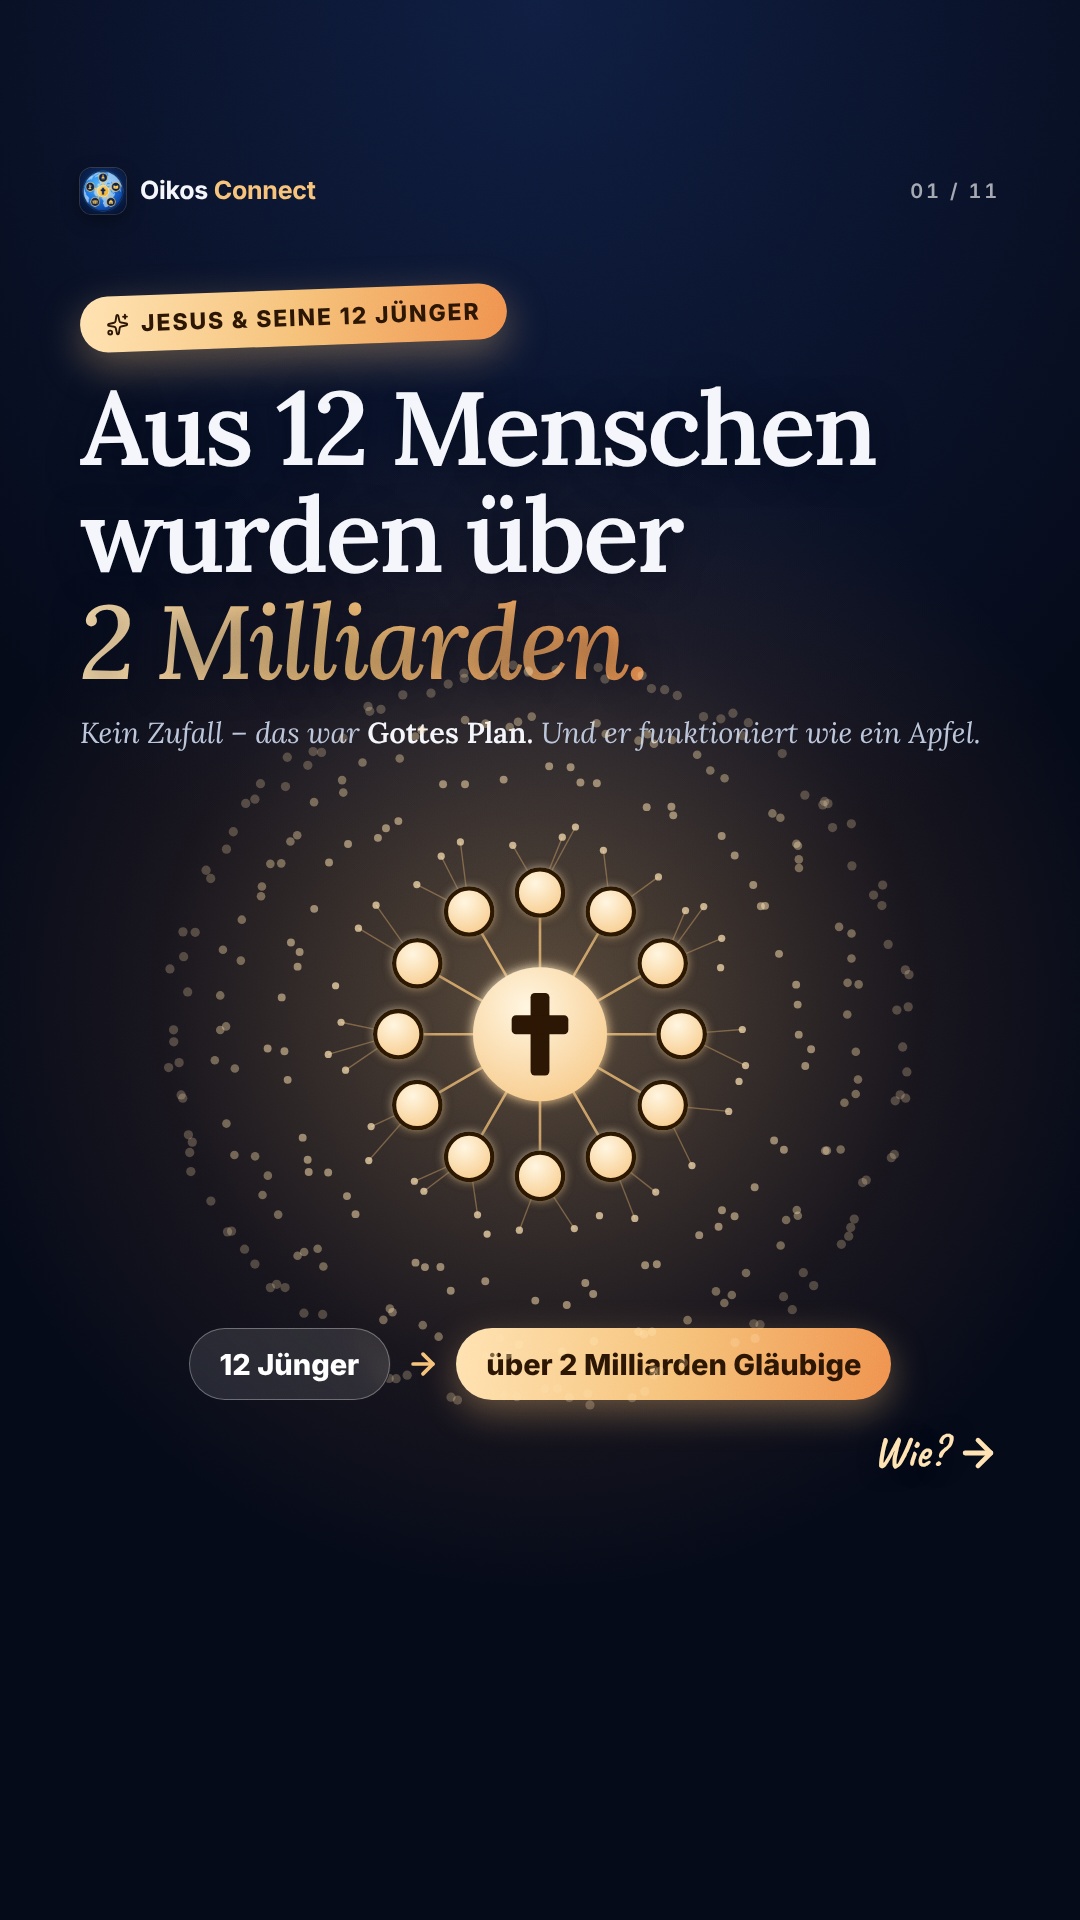 Oikos Connect
01 / 11
JESUS & SEINE 12 JÜNGER
Aus 12 Menschen
wurden über
2 Milliarden.
Kein Zufall – das war Gottes Plan. Und er funktioniert wie ein Apfel.
12 Jünger → über 2 Milliarden Gläubige
Wie? →